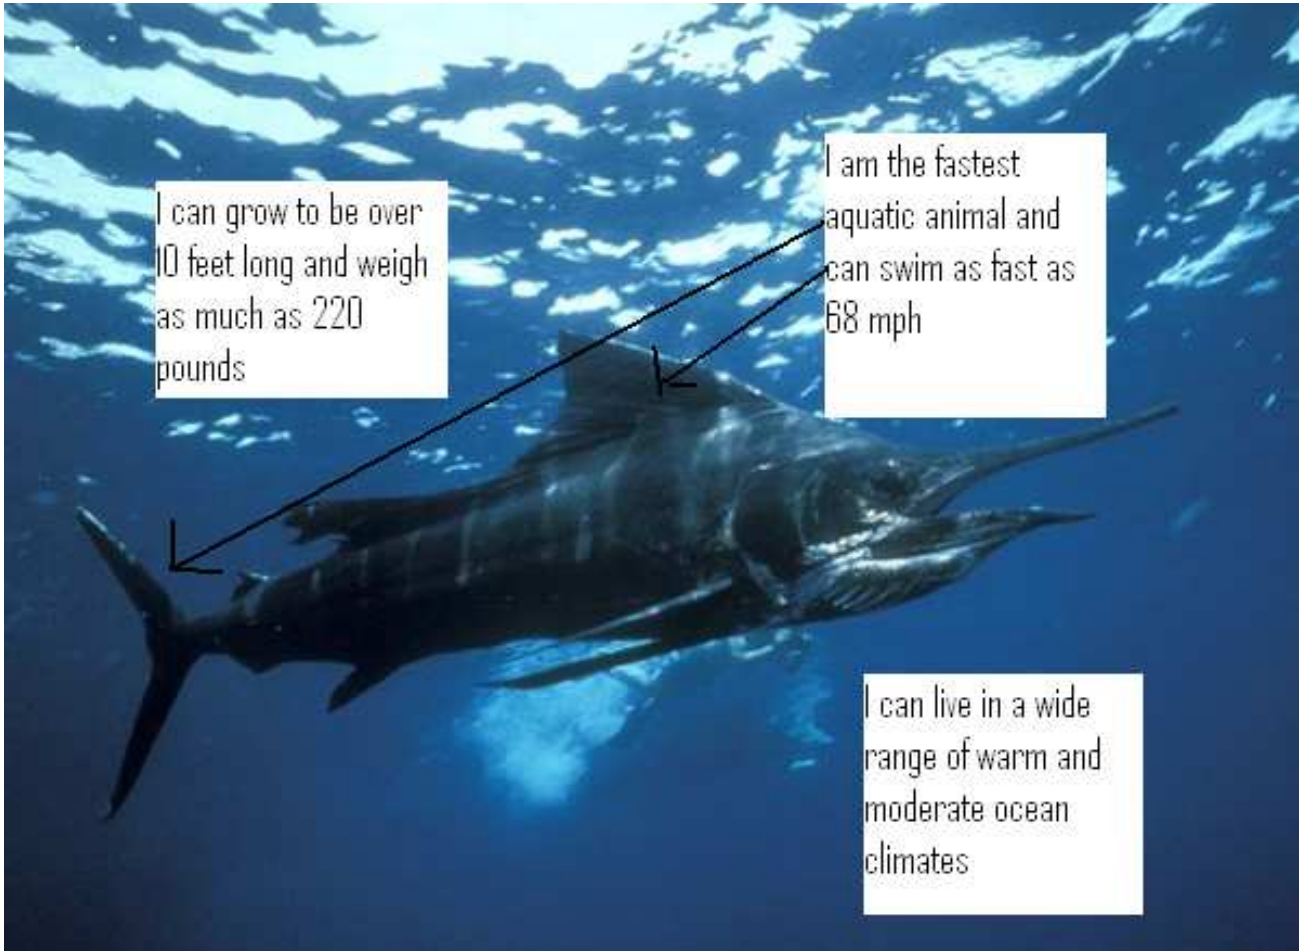 I can grow to be over
10 feet long and weigh
as much as 220
pounds
I am the fastest
aquatic animal and
can swim as fast as
68 mph
I can live in a wide
range of warm and
moderate ocean
climates